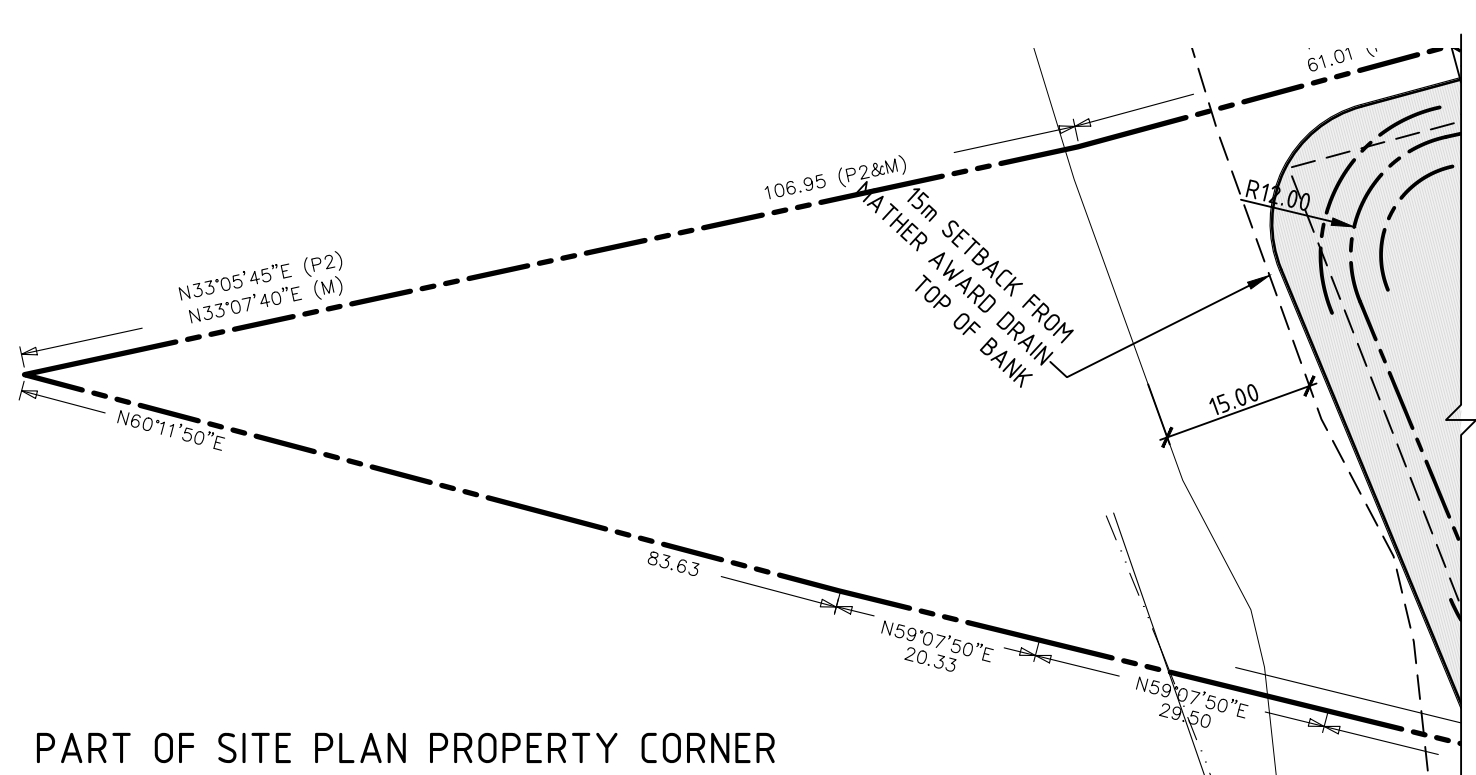 61.01 (
106.95 (P2&M)
15m SETBACK FROM
MATHER AWARD DRAIN
TOP OF BANK
R12.00
N33°05'45"E (P2)
N33°07'40"E (M)
15.00
N60°11'50"E
83.63
N59°07'50"E
20.33
N59°07'50"E
29.50
PART OF SITE PLAN PROPERTY CORNER